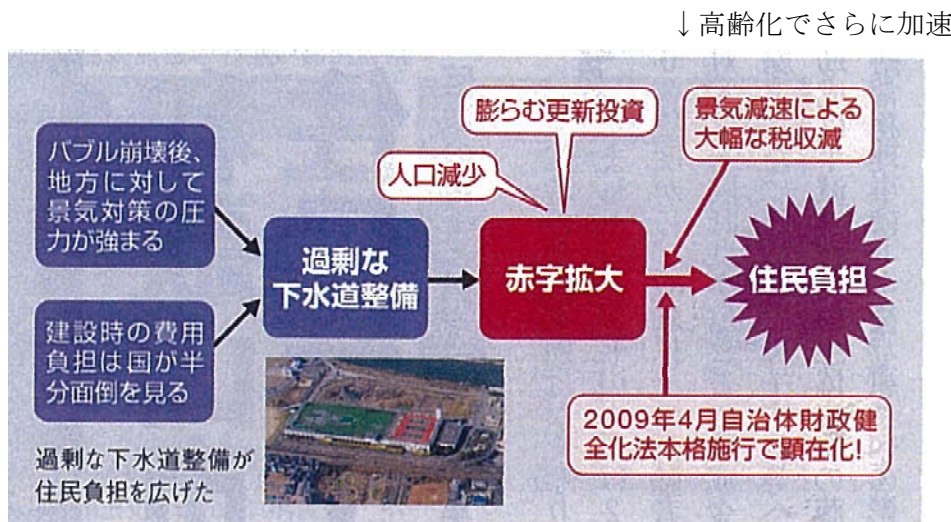 ↓高齢化でさらに加速
膨らむ更新投資
景気減速による
大幅な税収減
人口減少
バブル崩壊後、
地方に対して
景気対策の圧
力が強まる
過剰な
下水道整備
赤字拡大
住民負担
建設時の費用
負担は国が半
分面倒を見る
2009年4月自治体財政健
全化法本格施行で顕在化!
過剰な下水道整備が
住民負担を広げた